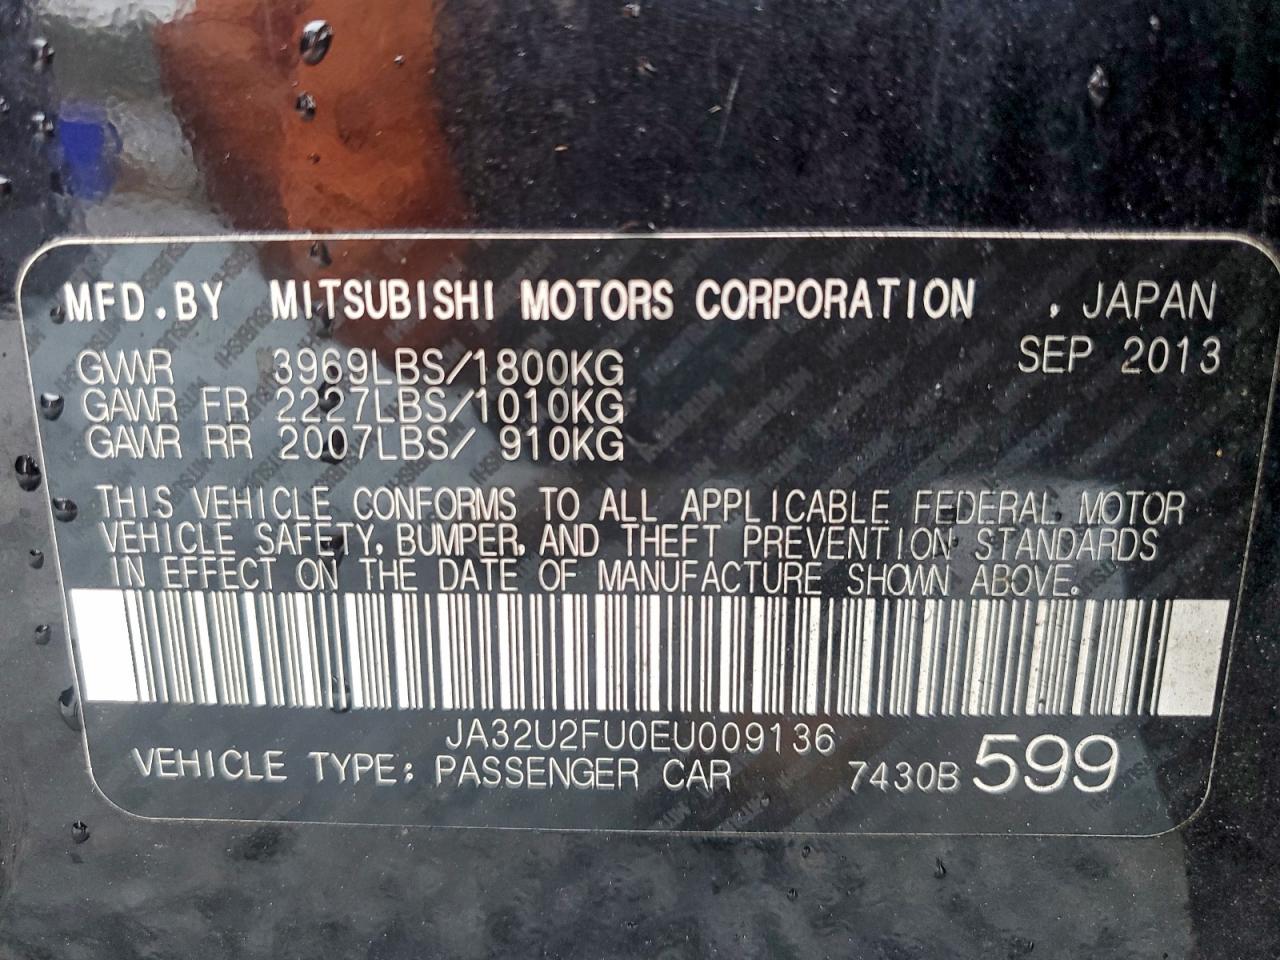 MFD.BY MITSUBISHI MOTORS CORPORATION , JAPAN
SEP 2013
GVWR 3969LBS/1800KG
GAWR FR 2227LBS/1010KG
GAWR RR 2007LBS/ 910KG
THIS VEHICLE CONFORMS TO ALL APPLICABLE FEDERAL MOTOR
VEHICLE SAFETY, BUMPER, AND THEFT PREVENTION STANDARDS
IN EFFECT ON THE DATE OF MANUFACTURE SHOWN ABOVE.
JA32U2FU0EU009136
VEHICLE TYPE: PASSENGER CAR 7430B 599